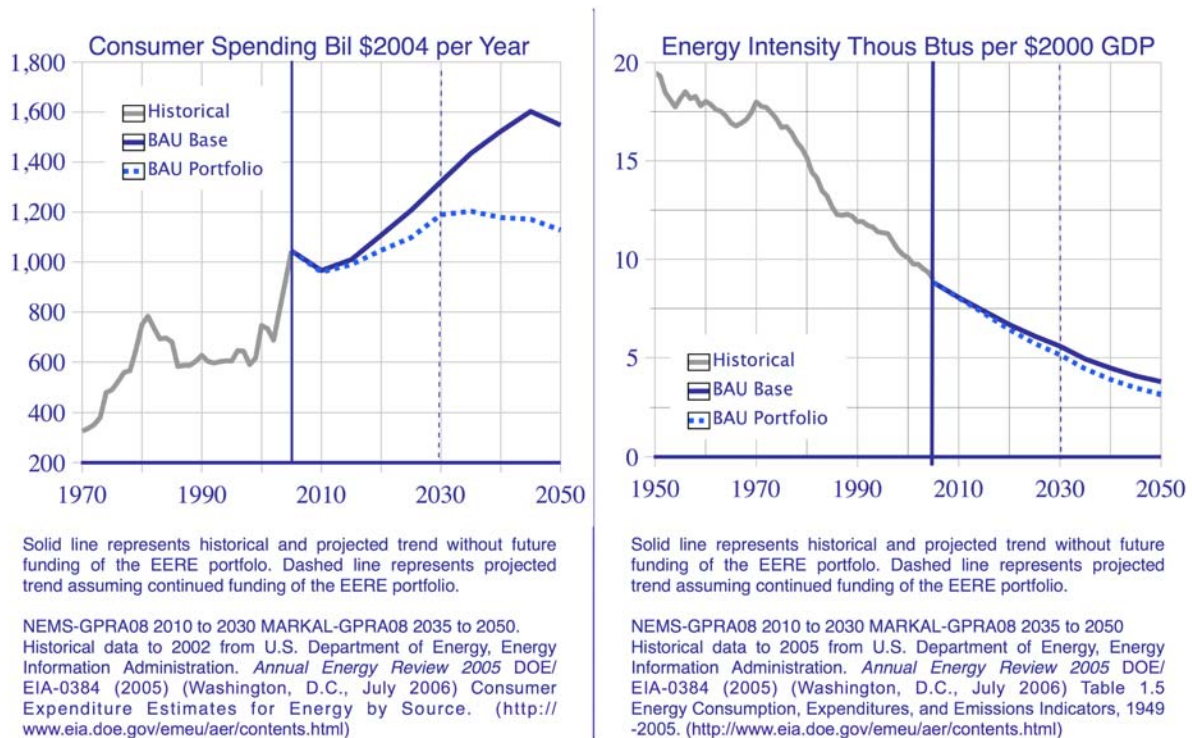 Consumer Spending Bil $2004 per Year
1,800
1,600
1,400
1,200
1,000
800
600
400
200
Historical
BAU Base
BAU Portfolio
1970
1990
2010
2030
2050
Solid line represents historical and projected trend without future
funding of the EERE portfolo. Dashed line represents projected
trend assuming continued funding of the EERE portfolio.
NEMS-GPRA08 2010 to 2030 MARKAL-GPRA08 2035 to 2050.
Historical data to 2002 from U.S. Department of Energy, Energy
Information Administration. Annual Energy Review 2005 DOE/
EIA-0384 (2005) (Washington, D.C., July 2006) Consumer
Expenditure Estimates for Energy by Source. (http://
www.eia.doe.gov/emeu/aer/contents.html)
Energy Intensity Thous Btus per $2000 GDP
20
15
10
5
0
Historical
BAU Base
BAU Portfolio
1950
1970
1990
2010
2030
2050
Solid line represents historical and projected trend without future
funding of the EERE portfolo. Dashed line represents projected
trend assuming continued funding of the EERE portfolio.
NEMS-GPRA08 2010 to 2030 MARKAL-GPRA08 2035 to 2050
Historical data to 2005 from U.S. Department of Energy, Energy
Information Administration. Annual Energy Review 2005 DOE/
EIA-0384 (2005) (Washington, D.C., July 2006) Table 1.5
Energy Consumption, Expenditures, and Emissions Indicators, 1949
-2005. (http://www.eia.doe.gov/emeu/aer/contents.html)